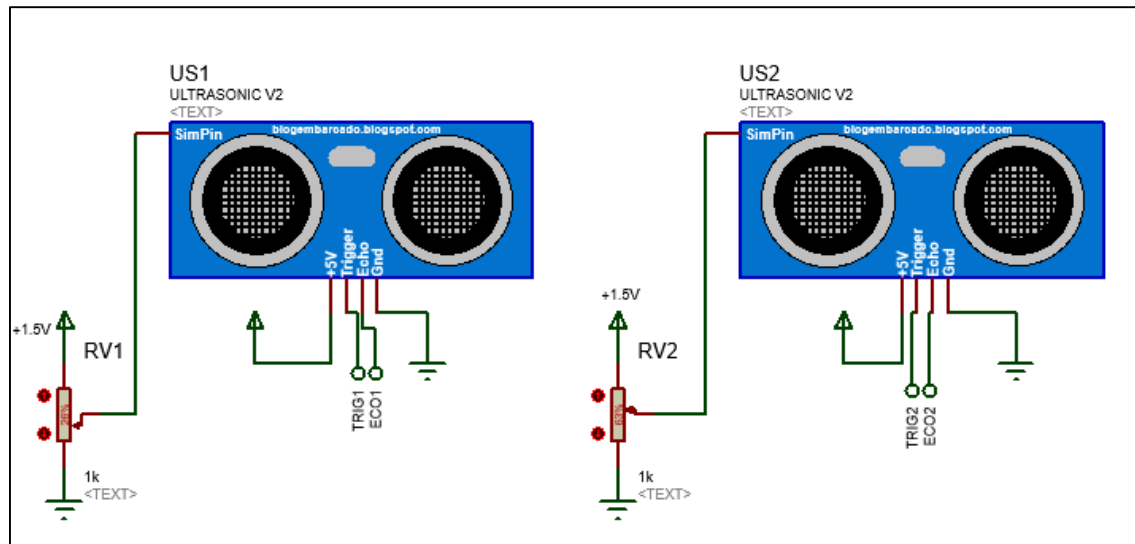 US1
ULTRASONIC V2
<TEXT>
SimPin
blogembarcado.blogspot.com
+5V
Trigger
Echo
Gnd
+1.5V
RV1
26%
1k
<TEXT>
TRIG1
ECO1
US2
ULTRASONIC V2
<TEXT>
SimPin
blogembarcado.blogspot.com
+5V
Trigger
Echo
Gnd
+1.5V
RV2
63%
1k
<TEXT>
TRIG2
ECO2